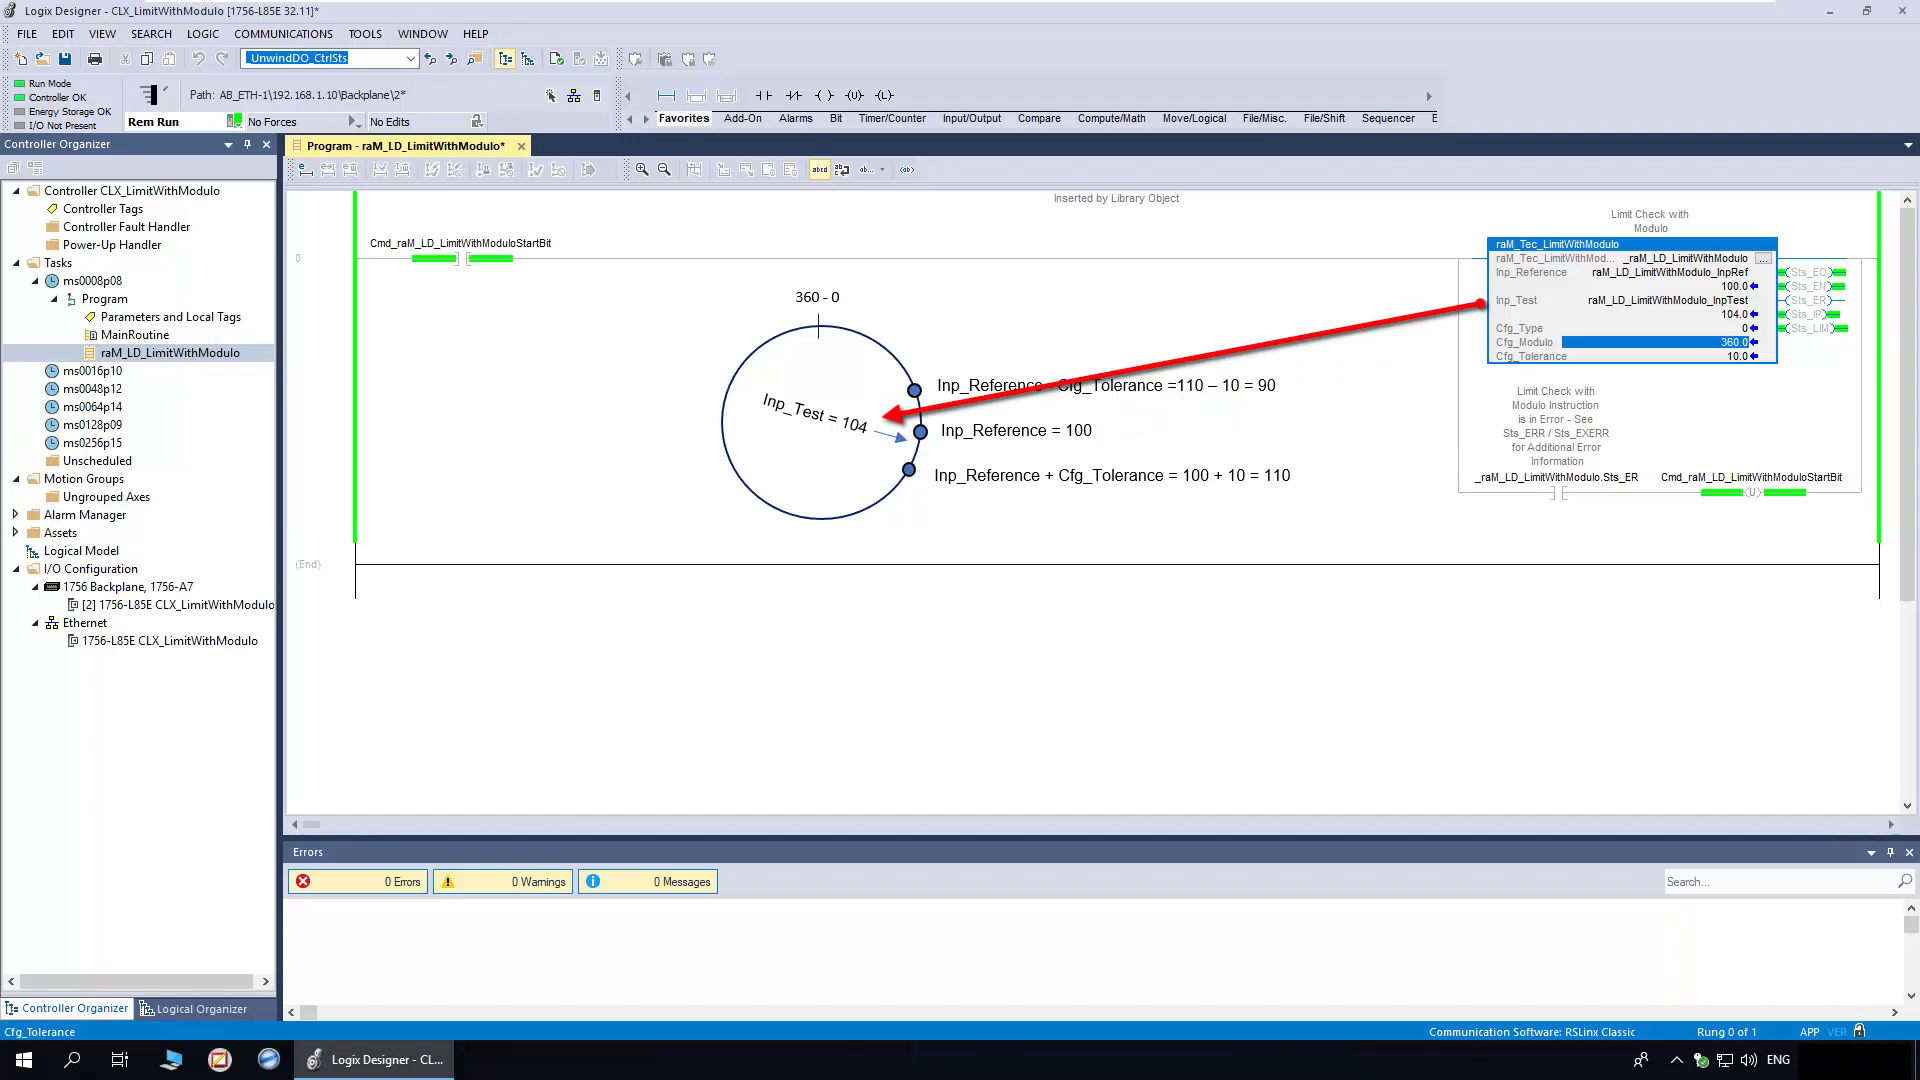 Logix Designer - CLX_LimitWithModulo [1756-L85E 32.11]*
FILE EDIT VIEW SEARCH LOGIC COMMUNICATIONS TOOLS WINDOW HELP
_UnwindDO_CtrlSts
Run Mode
Controller OK
Energy Storage OK
I/O Not Present
Path: AB_ETH-1\192.168.1.10\Backplane\2*
Rem Run No Forces No Edits
Favorites Add-On Alarms Bit Timer/Counter Input/Output Compare Compute/Math Move/Logical File/Misc. File/Shift Sequencer E
Controller Organizer
Program - raM_LD_LimitWithModulo*
Controller CLX_LimitWithModulo
Controller Tags
Controller Fault Handler
Power-Up Handler
Tasks
ms0008p08
Program
Parameters and Local Tags
MainRoutine
raM_LD_LimitWithModulo
ms0016p10
ms0048p12
ms0064p14
ms0128p09
ms0256p15
Unscheduled
Motion Groups
Ungrouped Axes
Alarm Manager
Assets
Logical Model
I/O Configuration
1756 Backplane, 1756-A7
[2] 1756-L85E CLX_LimitWithModulo
Ethernet
1756-L85E CLX_LimitWithModulo
Inserted by Library Object
0
Cmd_raM_LD_LimitWithModuloStartBit
360 - 0
Inp_Test = 104
Inp_Reference - Cfg_Tolerance =110 – 10 = 90
Inp_Reference = 100
Inp_Reference + Cfg_Tolerance = 100 + 10 = 110
Limit Check with
Modulo
raM_Tec_LimitWithModulo
raM_Tec_LimitWithMod... _raM_LD_LimitWithModulo ...
Inp_Reference raM_LD_LimitWithModulo_InpRef
100.0
Inp_Test raM_LD_LimitWithModulo_InpTest
104.0
Cfg_Type 0
Cfg_Modulo 360.0
Cfg_Tolerance 10.0
Sts_EO
Sts_EN
Sts_ER
Sts_IP
Sts_LIM
Limit Check with
Modulo Instruction
is in Error - See
Sts_ERR / Sts_EXERR
for Additional Error
Information
_raM_LD_LimitWithModulo.Sts_ER
Cmd_raM_LD_LimitWithModuloStartBit
U
(End)
Errors
0 Errors 0 Warnings 0 Messages Search...
Controller Organizer Logical Organizer
Cfg_Tolerance Communication Software: RSLinx Classic Rung 0 of 1 APP VER
Logix Designer - CL... ENG